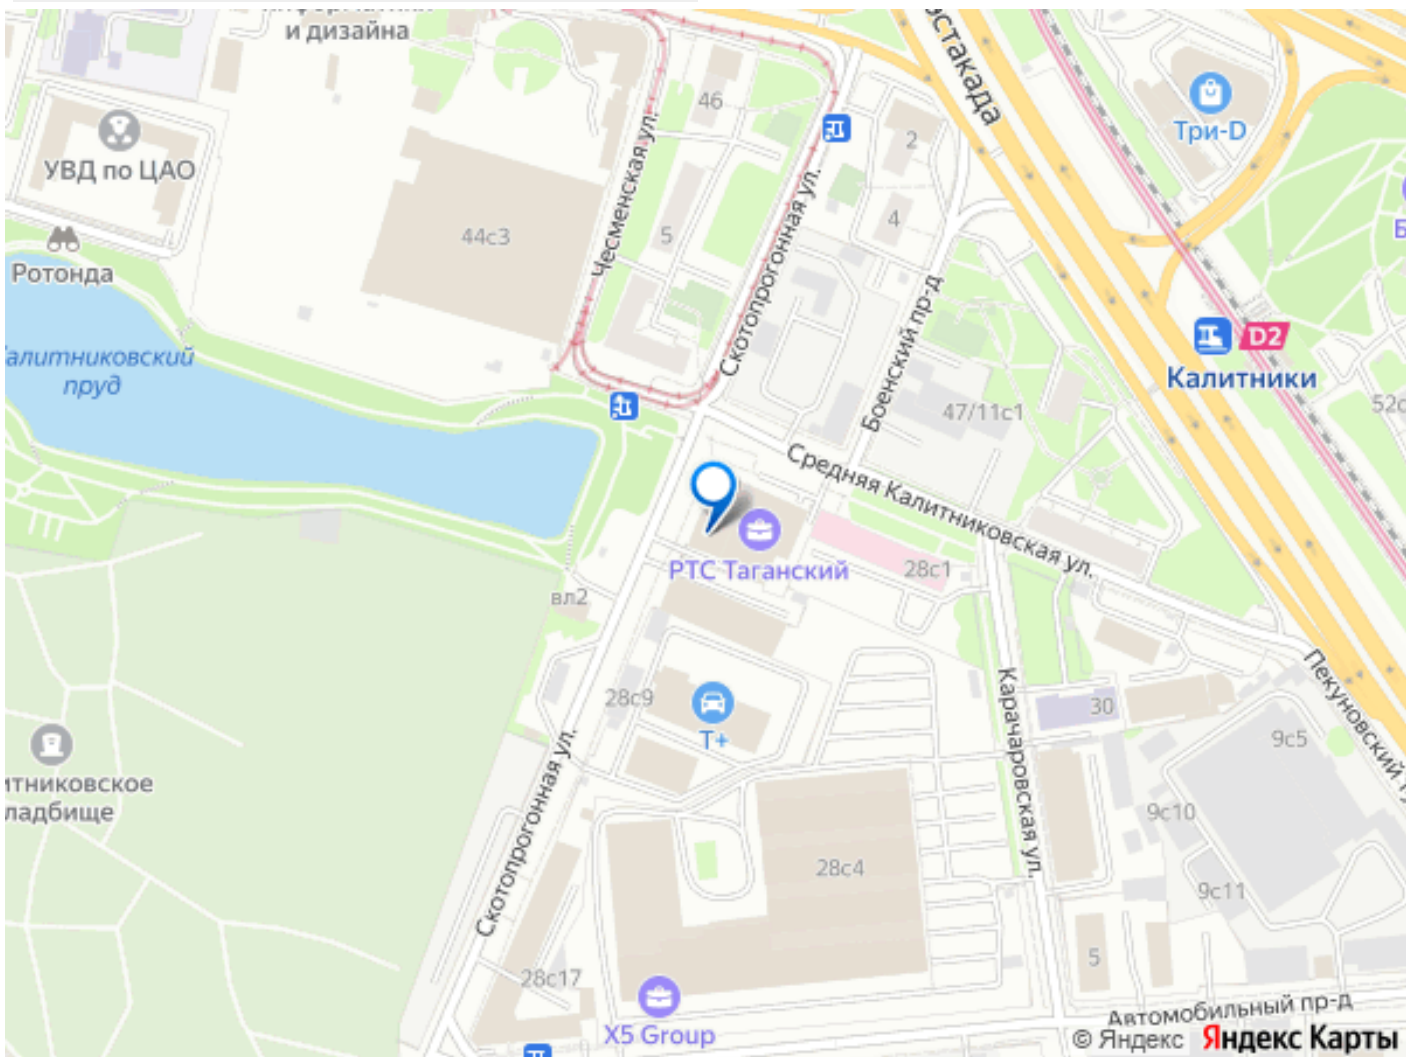 и дизайна
остакада
46
Три-D
2
УВД по ЦАО
Чесменская ул.
Скотопрогонная ул.
4
5
44с3
Ротонда
Боенский пр-д
D2
Калитники
алитниковский
пруд
52с
47/11с1
Средняя Калитниковская ул.
РТС Таганский
28с1
вл2
28с9
Т+
Карачаровская ул.
30
Пекуновский т
9с5
итниковское
ладбище
Скотопрогонная ул.
9с10
28с4
9с11
28с17
5
X5 Group
Автомобильный пр-д
© Яндекс Яндекс Карты